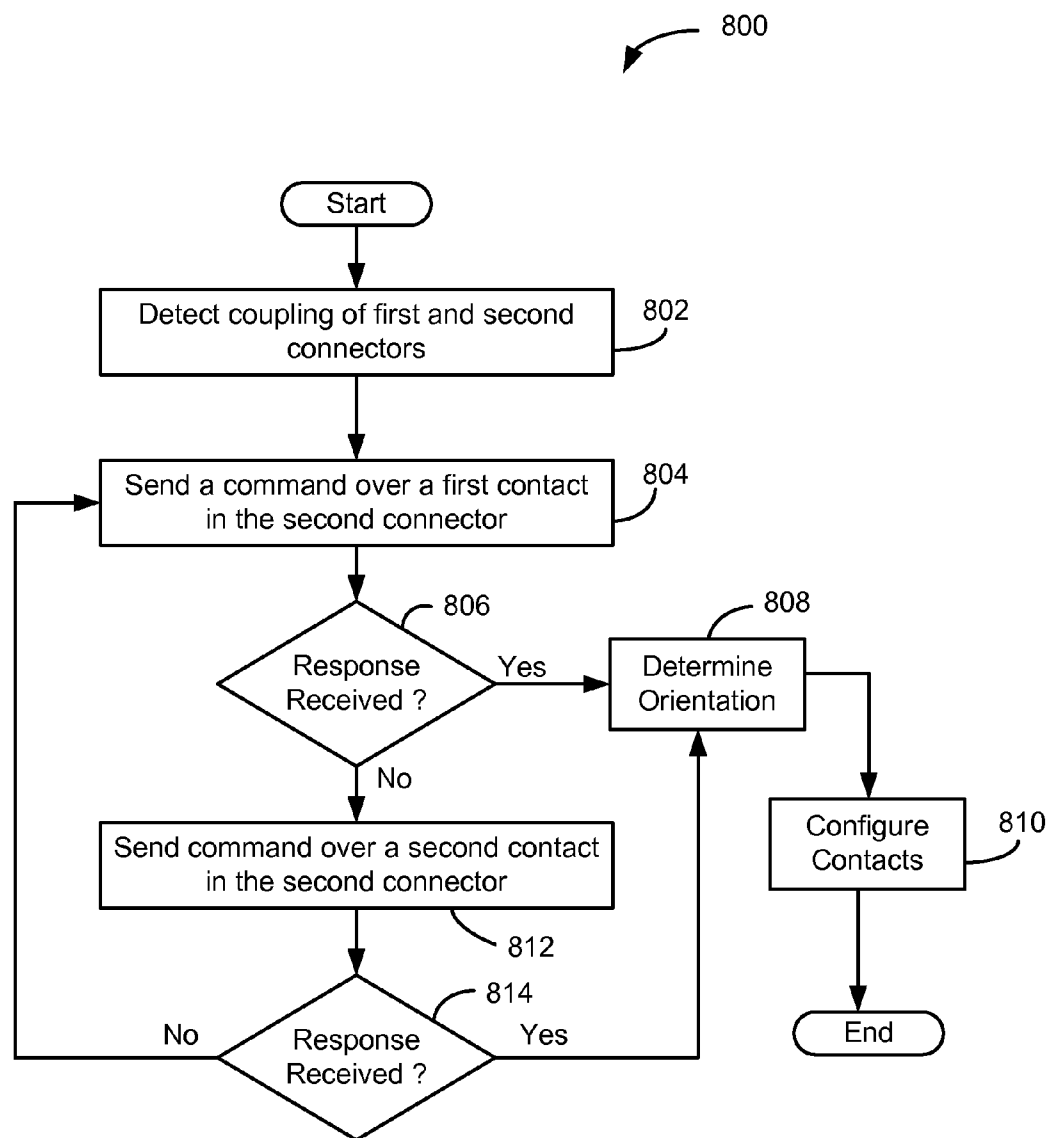 800
Start
Detect coupling of first and second
connectors
802
Send a command over a first contact
in the second connector
804
806
Response
Received ?
Yes
No
808
Determine
Orientation
Configure
Contacts
810
Send command over a second contact
in the second connector
812
814
Response
Received ?
No
Yes
End